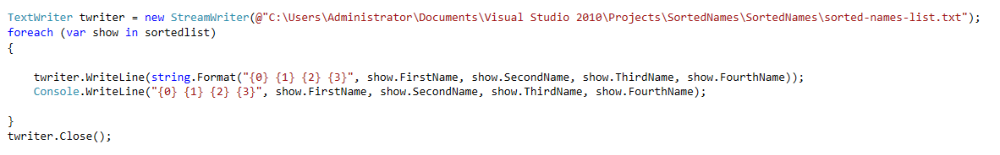 TextWriter twriter = new StreamWriter(@"C:\Users\Administrator\Documents\Visual Studio 2010\Projects\SortedNames\SortedNames\sorted-names-list.txt");
foreach (var show in sortedlist)
{
twriter.WriteLine(string.Format("{0} {1} {2} {3}", show.FirstName, show.SecondName, show.ThirdName, show.FourthName));
Console.WriteLine("{0} {1} {2} {3}", show.FirstName, show.SecondName, show.ThirdName, show.FourthName);
}
twriter.Close();